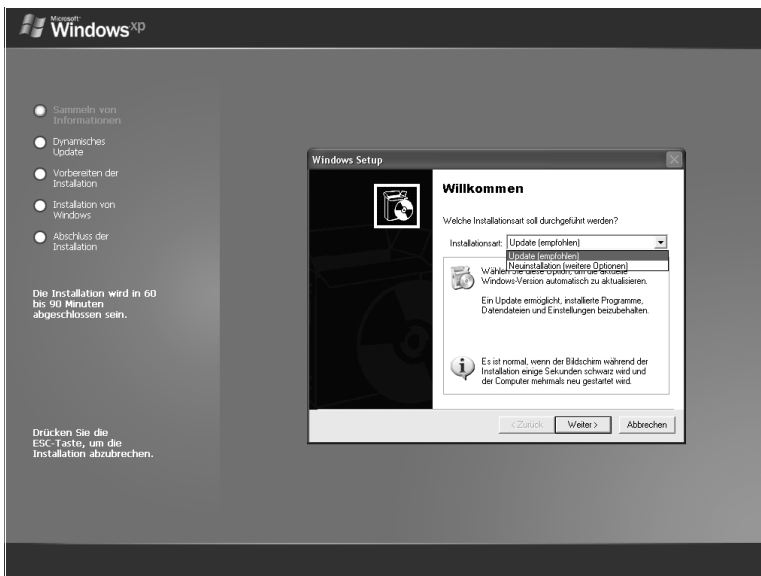 Microsoft
Windows xp
Sammeln von
Informationen
Dynamisches
Update
Vorbereiten der
Installation
Installation von
Windows
Abschluss der
Installation
Die Installation wird in 60
bis 90 Minuten
abgeschlossen sein.
Drücken Sie die
ESC-Taste, um die
Installation abzubrechen.
Windows Setup
Willkommen
Welche Installationsart soll durchgeführt werden?
Installationsart: Update (empfohlen)
Update (empfohlen)
Neuinstallation (weitere Optionen)
Wählen Sie diese Option, um die aktuelle
Windows-Version automatisch zu aktualisieren.
Ein Update ermöglicht, installierte Programme,
Datendateien und Einstellungen beizubehalten.
Es ist normal, wenn der Bildschirm während der
Installation einige Sekunden schwarz wird und
der Computer mehrmals neu gestartet wird.
< Zurück Weiter > Abbrechen